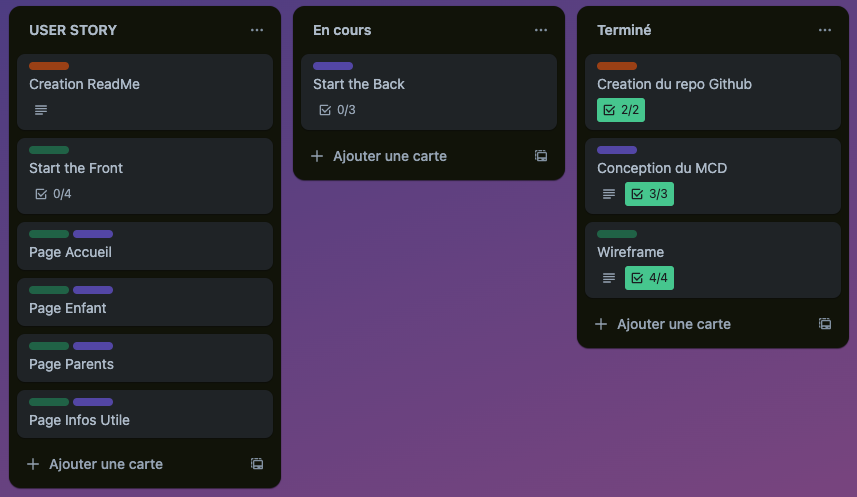 USER STORY
Creation ReadMe
Start the Front
0/4
Page Accueil
Page Enfant
Page Parents
Page Infos Utile
Ajouter une carte
En cours
Start the Back
0/3
Ajouter une carte
Terminé
Creation du repo Github
2/2
Conception du MCD
3/3
Wireframe
4/4
Ajouter une carte